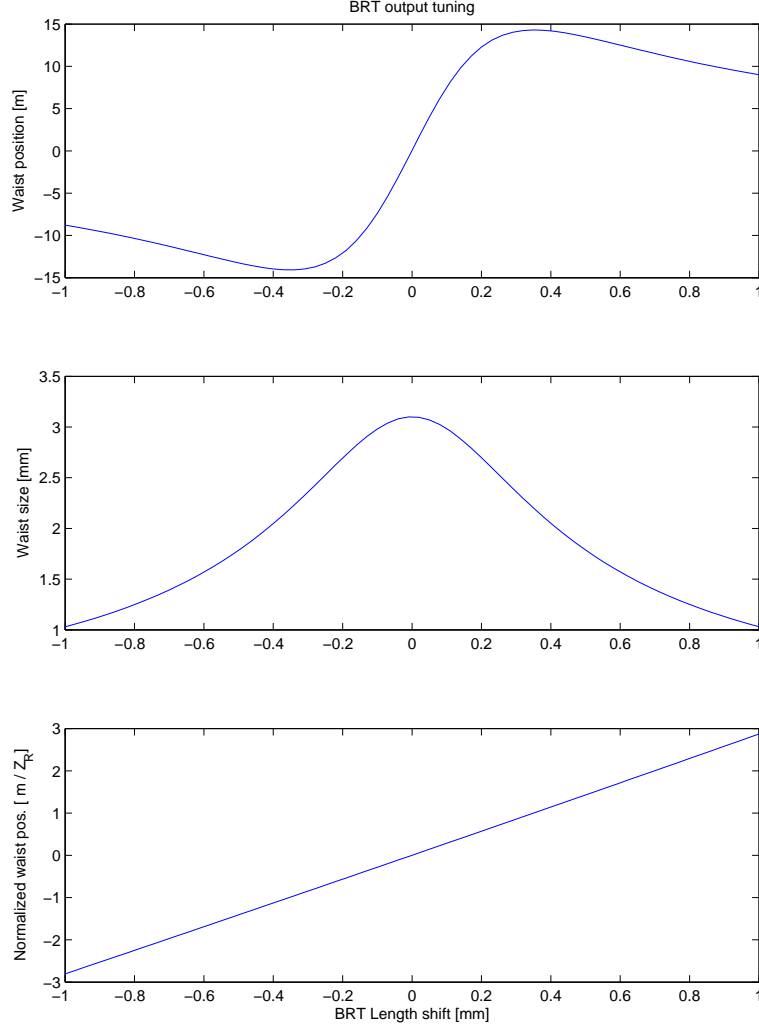 BRT output tuning
15
10
5
0
−5
−10
−15
Waist position [m]
−1 −0.8 −0.6 −0.4 −0.2 0 0.2 0.4 0.6 0.8 1
3.5
3
2.5
2
1.5
1
Waist size [mm]
−1 −0.8 −0.6 −0.4 −0.2 0 0.2 0.4 0.6 0.8 1
3
2
1
0
−1
−2
−3
Normalized waist pos. [ m / Z_R]
−1 −0.8 −0.6 −0.4 −0.2 0 0.2 0.4 0.6 0.8 1
BRT Length shift [mm]